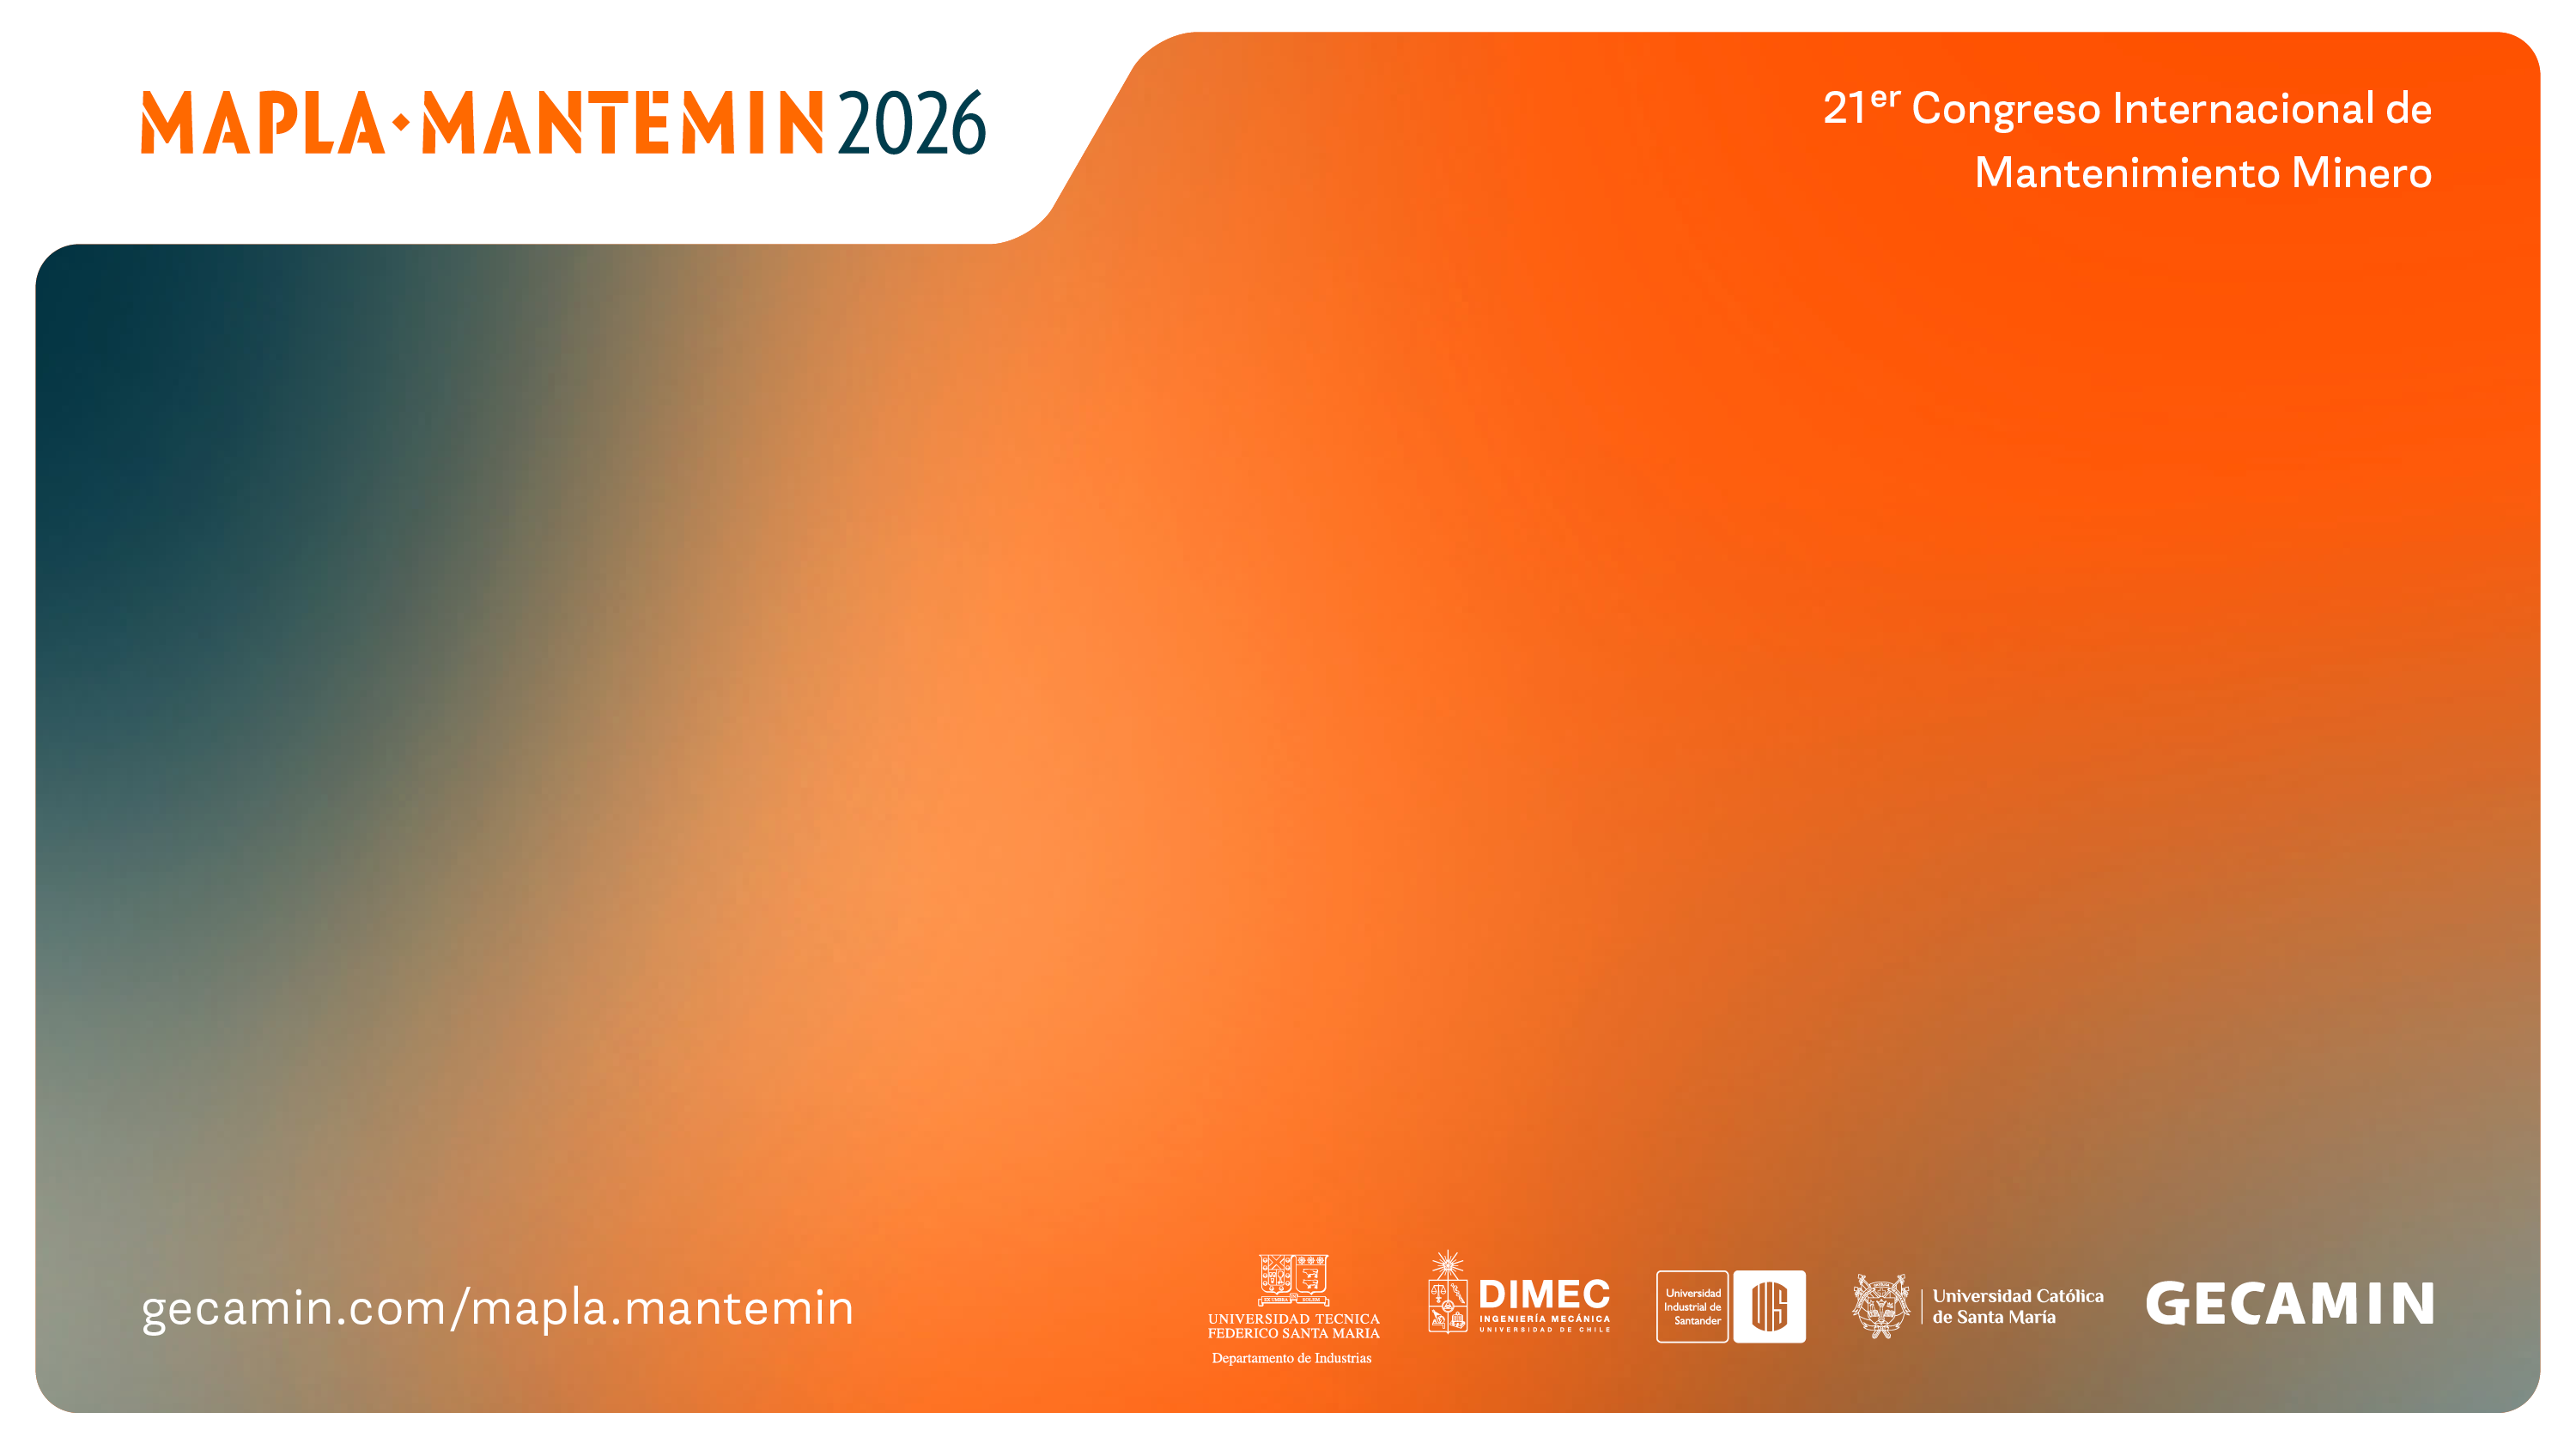 MAPLA·MANTEMIN 2026
21er Congreso Internacional de
Mantenimiento Minero
gecamin.com/mapla.mantemin
UNIVERSIDAD TECNICA
FEDERICO SANTA MARIA
Departamento de Industrias
DIMEC
INGENIERÍA MECÁNICA
UNIVERSIDAD DE CHILE
Universidad
Industrial de
Santander
UIS
Universidad Católica
de Santa María
GECAMIN